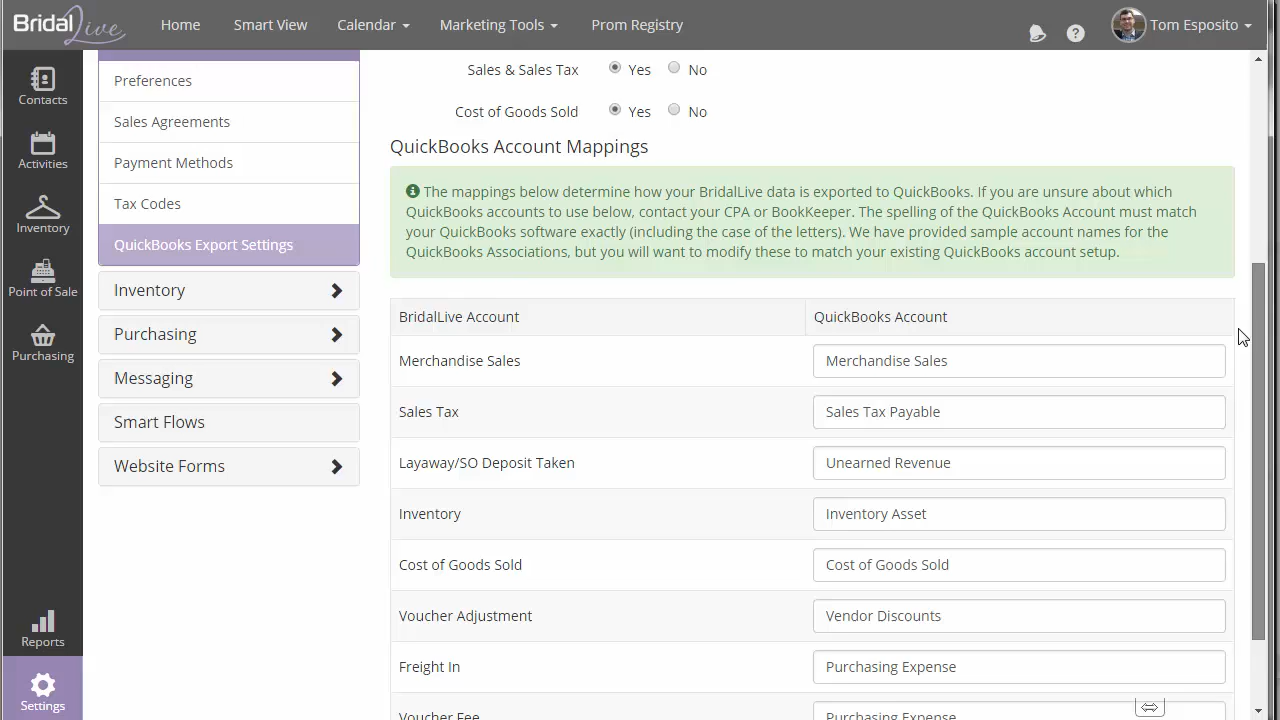 Bridal Live
Home
Smart View
Calendar
Marketing Tools
Prom Registry
Tom Esposito
Contacts
Activities
Inventory
Point of Sale
Purchasing
Reports
Settings
Preferences
Sales Agreements
Payment Methods
Tax Codes
QuickBooks Export Settings
Inventory
Purchasing
Messaging
Smart Flows
Website Forms
Sales & Sales Tax Yes No
Cost of Goods Sold Yes No
QuickBooks Account Mappings
The mappings below determine how your BridalLive data is exported to QuickBooks. If you are unsure about which
QuickBooks accounts to use below, contact your CPA or BookKeeper. The spelling of the QuickBooks Account must match
your QuickBooks software exactly (including the case of the letters). We have provided sample account names for the
QuickBooks Associations, but you will want to modify these to match your existing QuickBooks account setup.
BridalLive Account QuickBooks Account
Merchandise Sales Merchandise Sales
Sales Tax Sales Tax Payable
Layaway/SO Deposit Taken Unearned Revenue
Inventory Inventory Asset
Cost of Goods Sold Cost of Goods Sold
Voucher Adjustment Vendor Discounts
Freight In Purchasing Expense
Voucher Fee Purchasing Expense